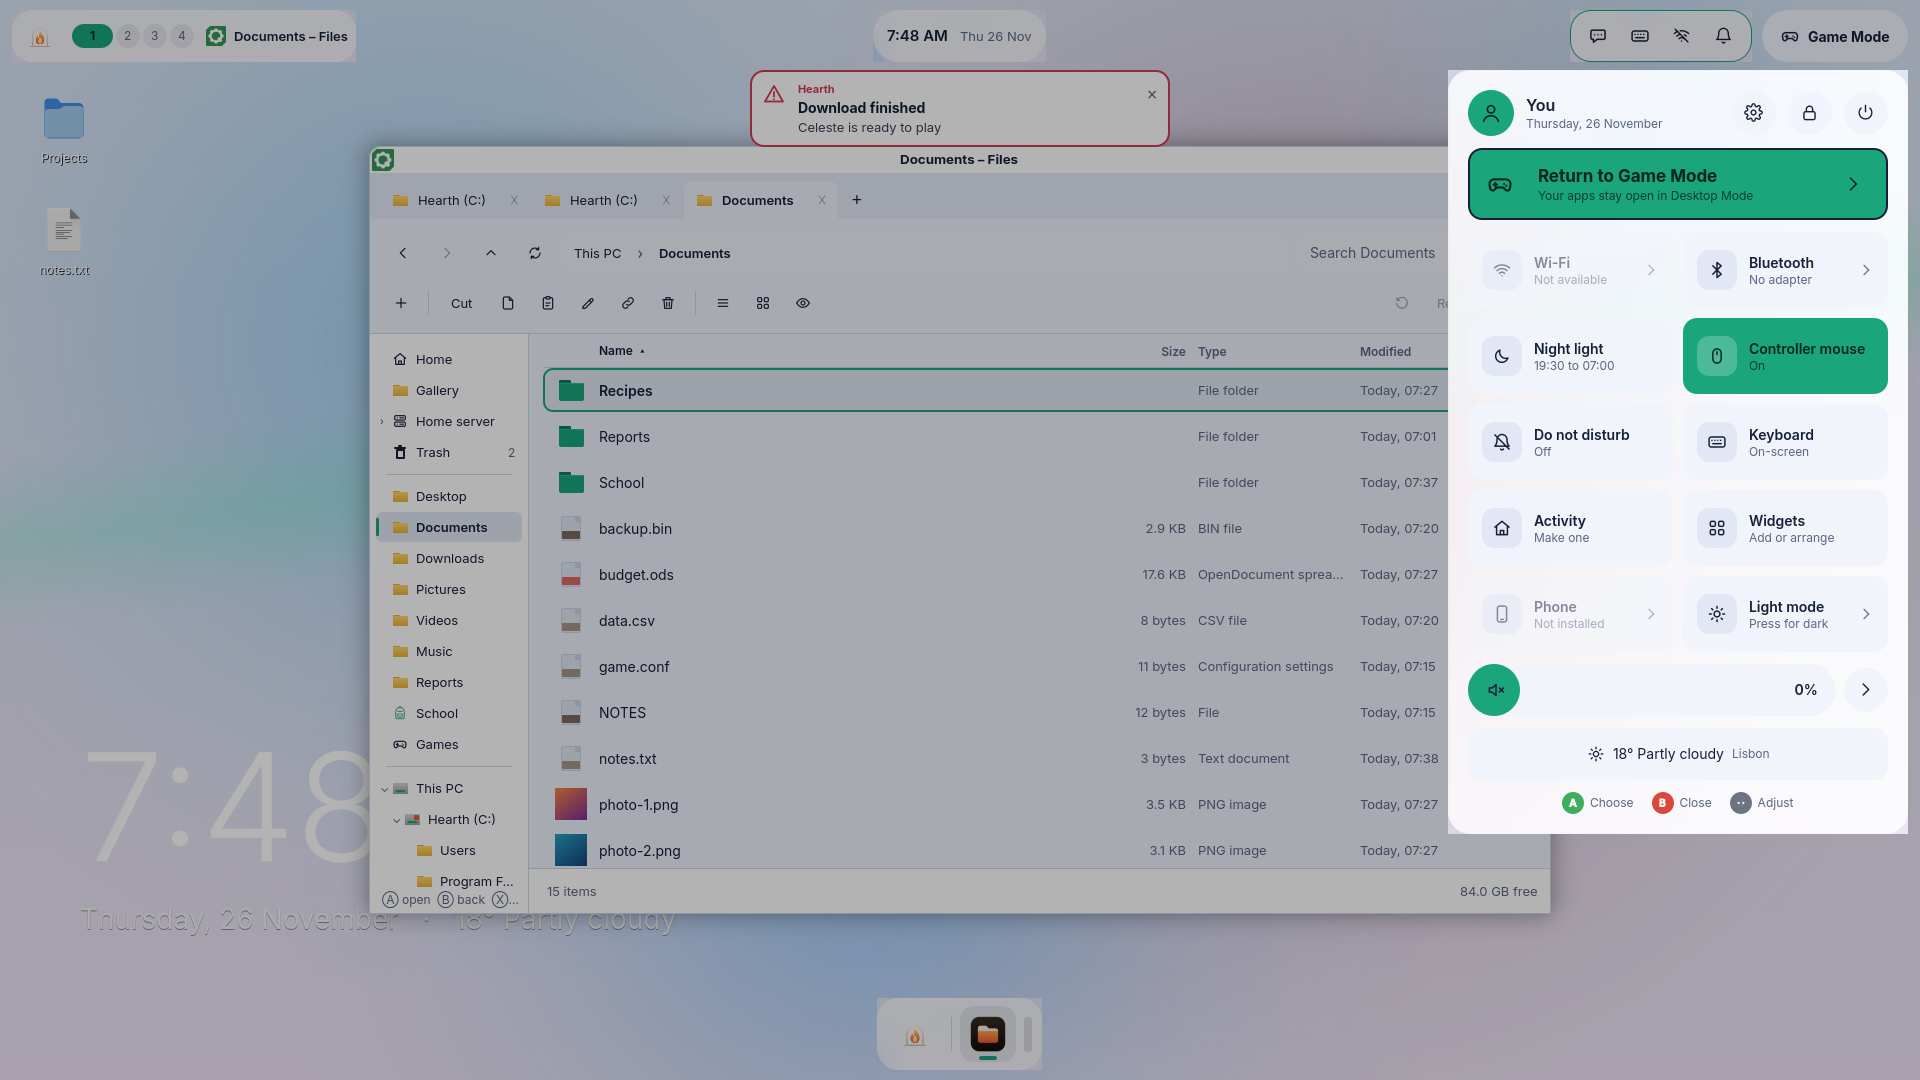 1 2 3 4 Documents – Files
7:48 AM Thu 26 Nov
Game Mode
Projects
notes.txt
Hearth
Download finished
Celeste is ready to play
Documents – Files
Hearth (C:) X Hearth (C:) X Documents X +
This PC › Documents
Search Documents
Cut
Home
Gallery
Home server
Trash 2
Desktop
Documents
Downloads
Pictures
Videos
Music
Reports
School
Games
This PC
Hearth (C:)
Users
Program F...
A open B back X...
Name Size Type Modified
Recipes File folder Today, 07:27
Reports File folder Today, 07:01
School File folder Today, 07:37
backup.bin 2.9 KB BIN file Today, 07:20
budget.ods 17.6 KB OpenDocument sprea... Today, 07:27
data.csv 8 bytes CSV file Today, 07:20
game.conf 11 bytes Configuration settings Today, 07:15
NOTES 12 bytes File Today, 07:15
notes.txt 3 bytes Text document Today, 07:38
photo-1.png 3.5 KB PNG image Today, 07:27
photo-2.png 3.1 KB PNG image Today, 07:27
15 items 84.0 GB free
7:48
Thursday, 26 November · 18° Partly cloudy
You
Thursday, 26 November
Return to Game Mode
Your apps stay open in Desktop Mode
Wi-Fi
Not available
Bluetooth
No adapter
Night light
19:30 to 07:00
Controller mouse
On
Do not disturb
Off
Keyboard
On-screen
Activity
Make one
Widgets
Add or arrange
Phone
Not installed
Light mode
Press for dark
0%
18° Partly cloudy Lisbon
A Choose B Close Adjust